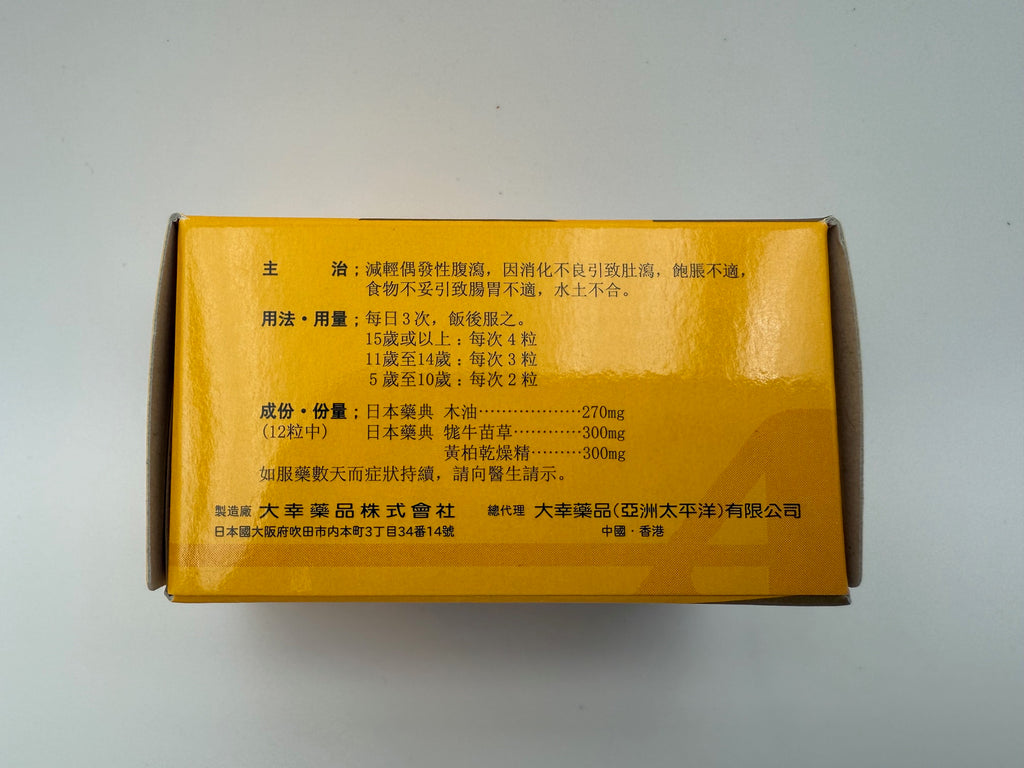 主　　治；減輕偶發性腹瀉，因消化不良引致肚瀉，飽脹不適，
食物不妥引致腸胃不適，水土不合。
用法・用量；每日3次，飯後服之。
15歲或以上：每次4粒
11歲至14歲：每次3粒
5歲至10歲：每次2粒
成份・份量；日本藥典 木油………………270mg
(12粒中) 日本藥典 牻牛苗草…………300mg
黃柏乾燥精………300mg
如服藥數天而症狀持續，請向醫生請示。
製造廠 大幸藥品株式會社 總代理 大幸藥品(亞洲太平洋)有限公司
日本國大阪府吹田市内本町3丁目34番14號 中國・香港